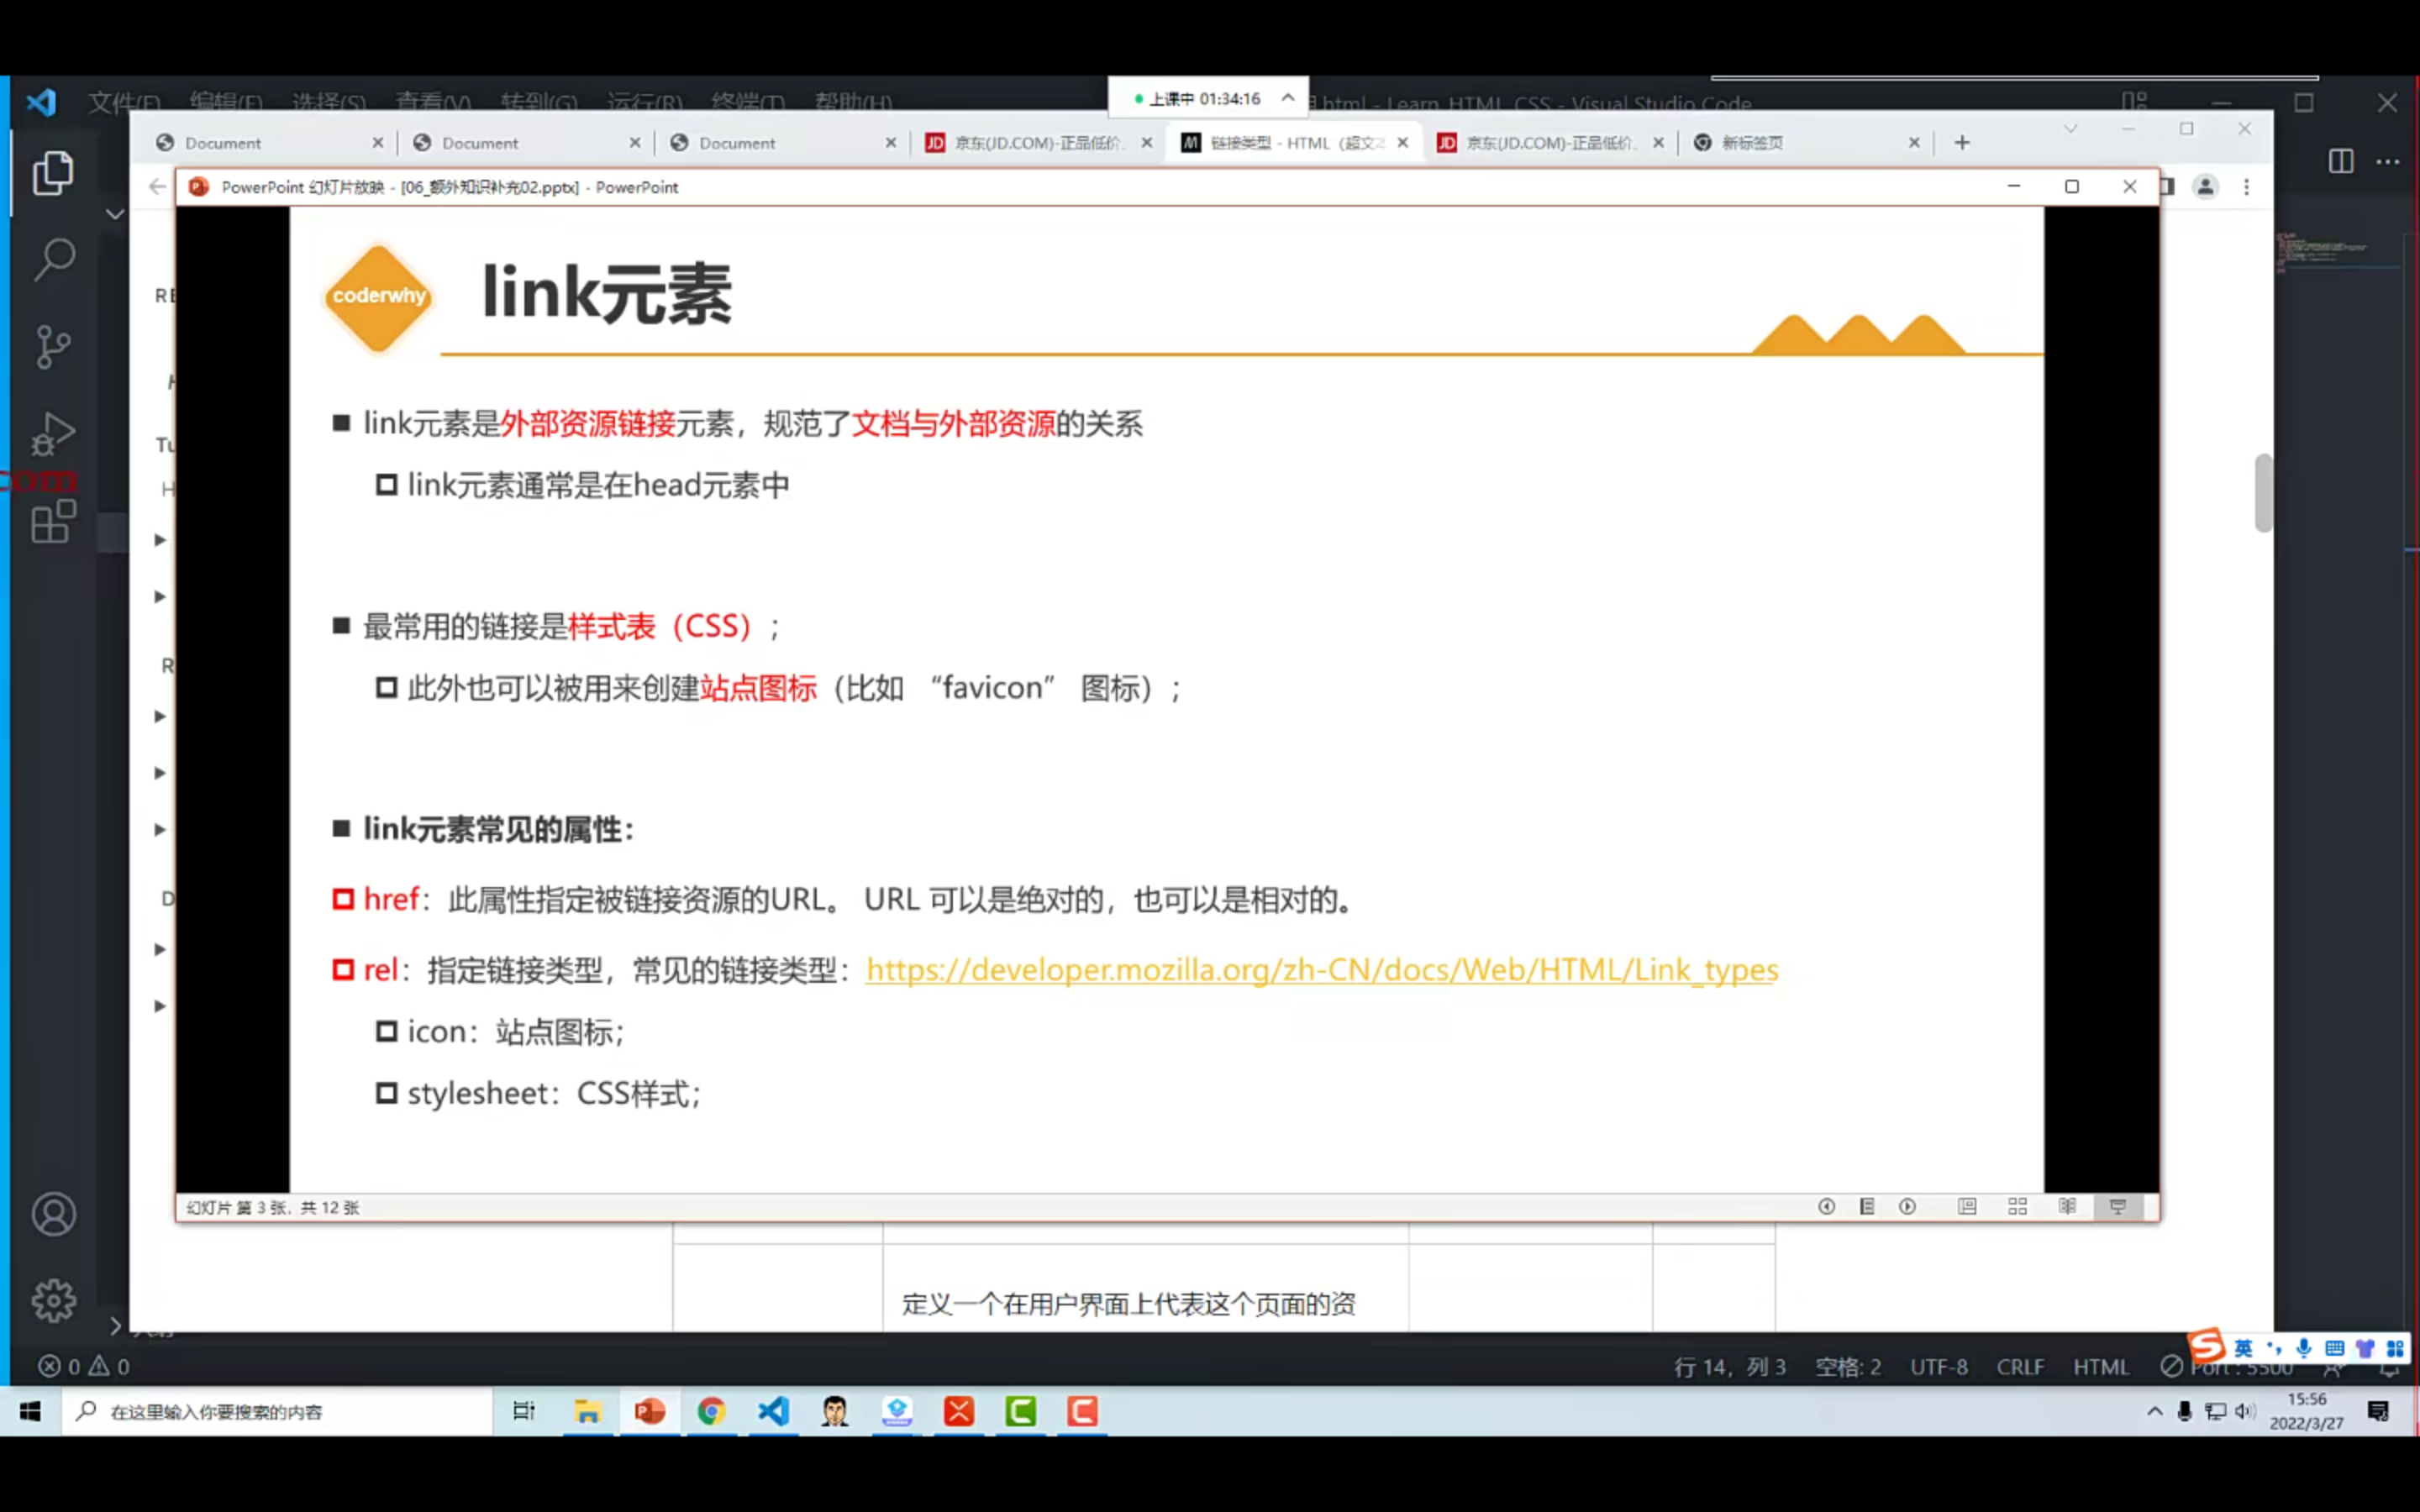 文件(F) 编辑(E) 选择(S) 查看(V) 转到(G) 运行(R) 终端(T) 帮助(H)
上课中 01:34:16
html - Learn_HTML_CSS - Visual Studio Code
Document
Document
Document
京东(JD.COM)-正品低价、
链接类型 - HTML（超文
京东(JD.COM)-正品低价、
新标签页
PowerPoint 幻灯片放映 - [06_额外知识补充02.pptx] - PowerPoint
coderwhy
link元素
link元素是外部资源链接元素，规范了文档与外部资源的关系
link元素通常是在head元素中
最常用的链接是样式表（CSS）；
此外也可以被用来创建站点图标（比如 “favicon” 图标）；
link元素常见的属性：
href：此属性指定被链接资源的URL。 URL 可以是绝对的，也可以是相对的。
rel：指定链接类型，常见的链接类型：https://developer.mozilla.org/zh-CN/docs/Web/HTML/Link_types
icon：站点图标；
stylesheet：CSS样式；
com
幻灯片 第 3 张，共 12 张
定义一个在用户界面上代表这个页面的资
0 0
行 14，列 3 空格: 2 UTF-8 CRLF HTML Port : 5500
英
在这里输入你要搜索的内容
15:56
2022/3/27